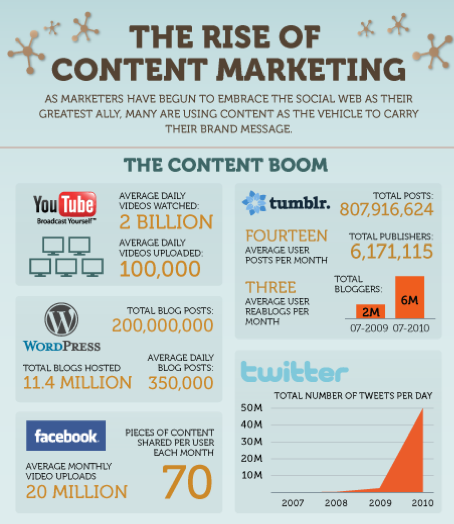 THE RISE OF
CONTENT MARKETING
AS MARKETERS HAVE BEGUN TO EMBRACE THE SOCIAL WEB AS THEIR
GREATEST ALLY, MANY ARE USING CONTENT AS THE VEHICLE TO CARRY
THEIR BRAND MESSAGE.
THE CONTENT BOOM
YouTube
Broadcast Yourself™
AVERAGE DAILY
VIDEOS WATCHED:
2 BILLION
AVERAGE DAILY
VIDEOS UPLOADED:
100,000
tumblr.
TOTAL POSTS:
807,916,624
FOURTEEN
AVERAGE USER
POSTS PER MONTH
TOTAL PUBLISHERS:
6,171,115
THREE
AVERAGE USER
REABLOGS PER
MONTH
TOTAL
BLOGGERS:
2M
6M
07-2009 07-2010
WORDPRESS
TOTAL BLOG POSTS:
200,000,000
TOTAL BLOGS HOSTED
11.4 MILLION
AVERAGE DAILY
BLOG POSTS:
350,000
twitter
TOTAL NUMBER OF TWEETS PER DAY
50M
40M
30M
20M
10M
2007 2008 2009 2010
facebook
AVERAGE MONTHLY
VIDEO UPLOADS
20 MILLION
PIECES OF CONTENT
SHARED PER USER
EACH MONTH
70